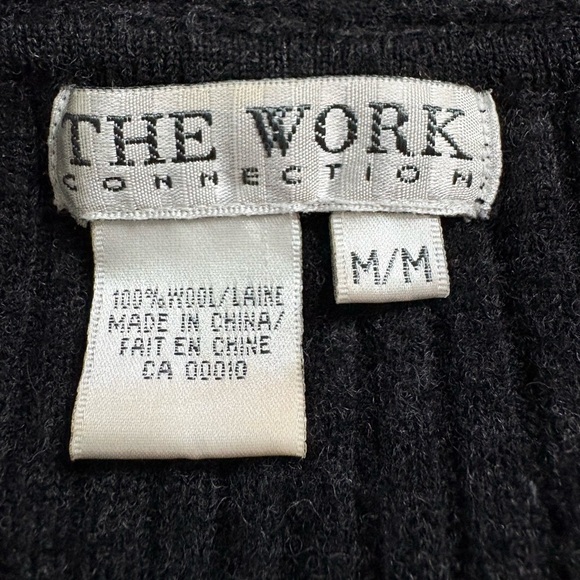 THE WORK
CONNECTION
M/M
100% WOOL/LAINE
MADE IN CHINA/
FAIT EN CHINE
CA 00010